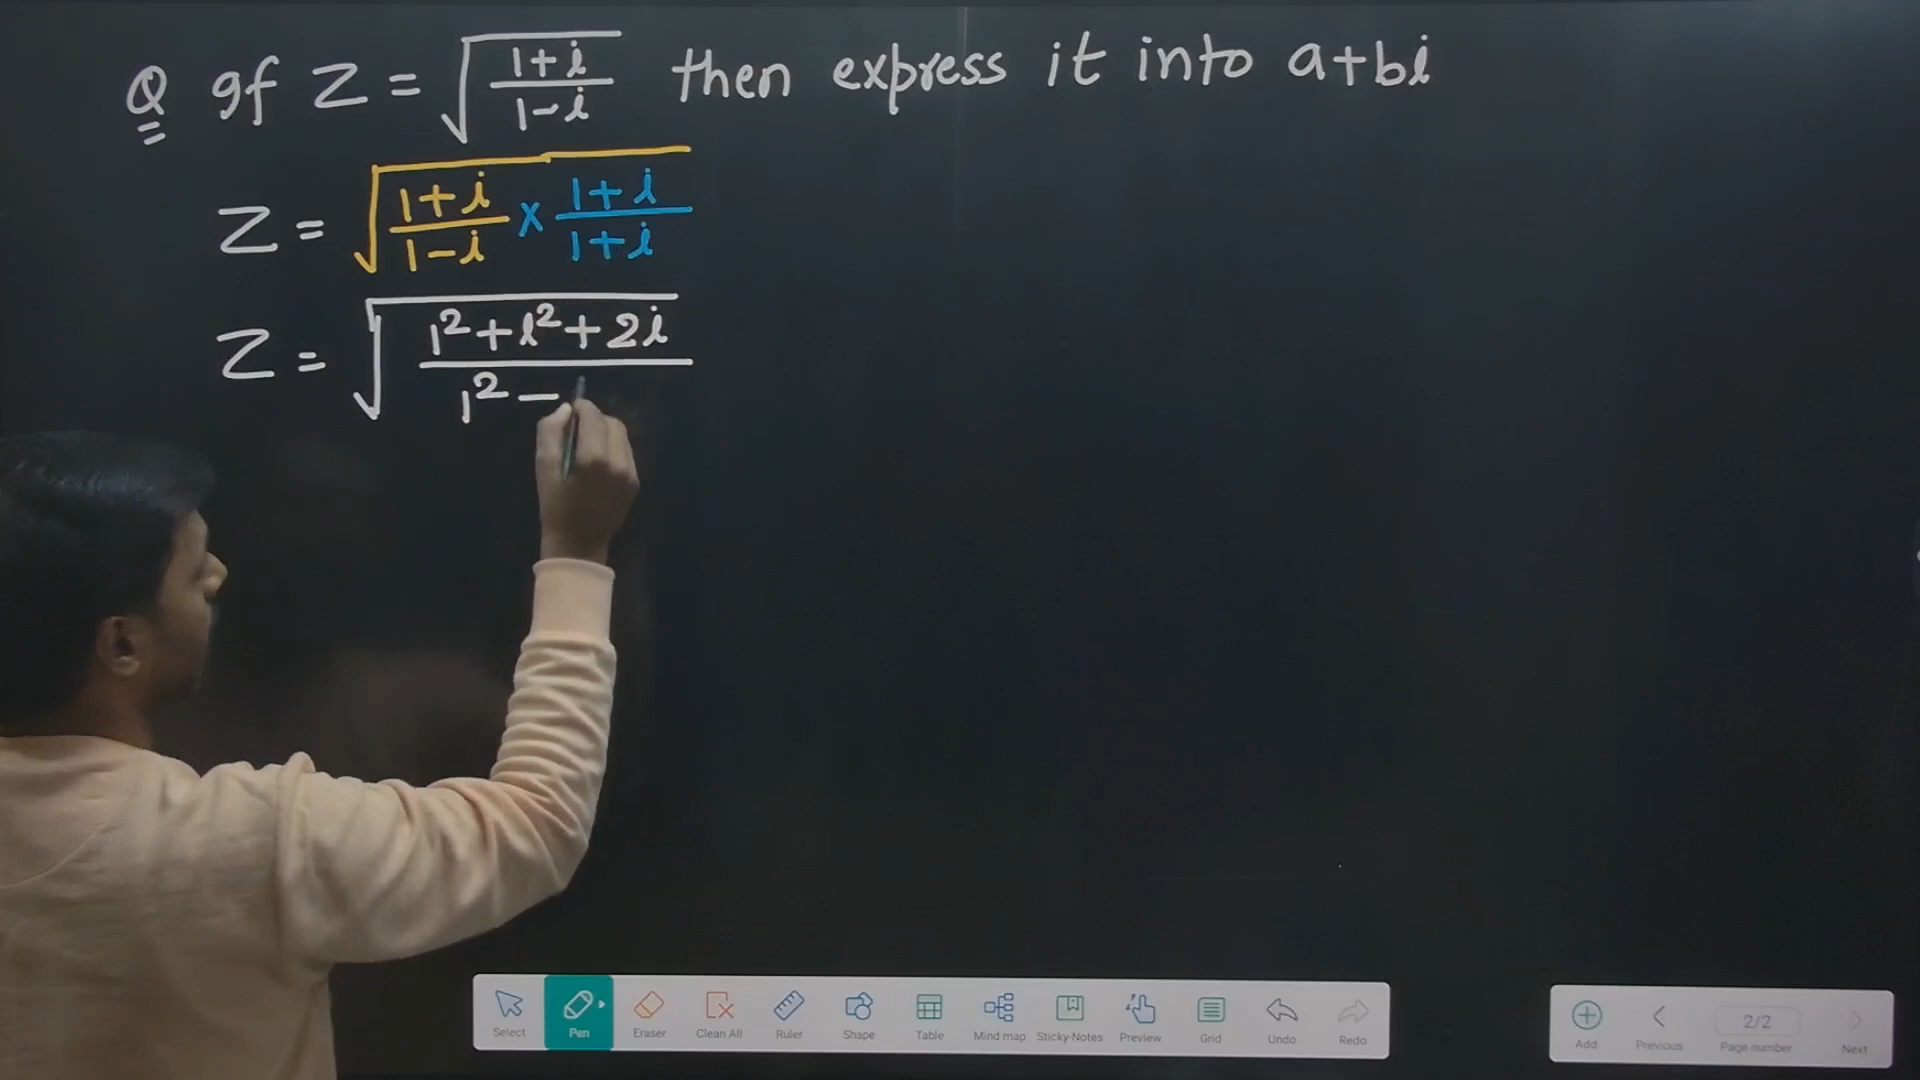 Q If Z = √(1+i/1-i) then express it into a+bi
Z = √(1+i/1-i × 1+i/1+i)
Z = √(1²+i²+2i/1²-
Select Pen Eraser Clean All Ruler Shape Table Mind map Sticky-Notes Preview Grid Undo Redo
Add Previous 2/2 Page number Next